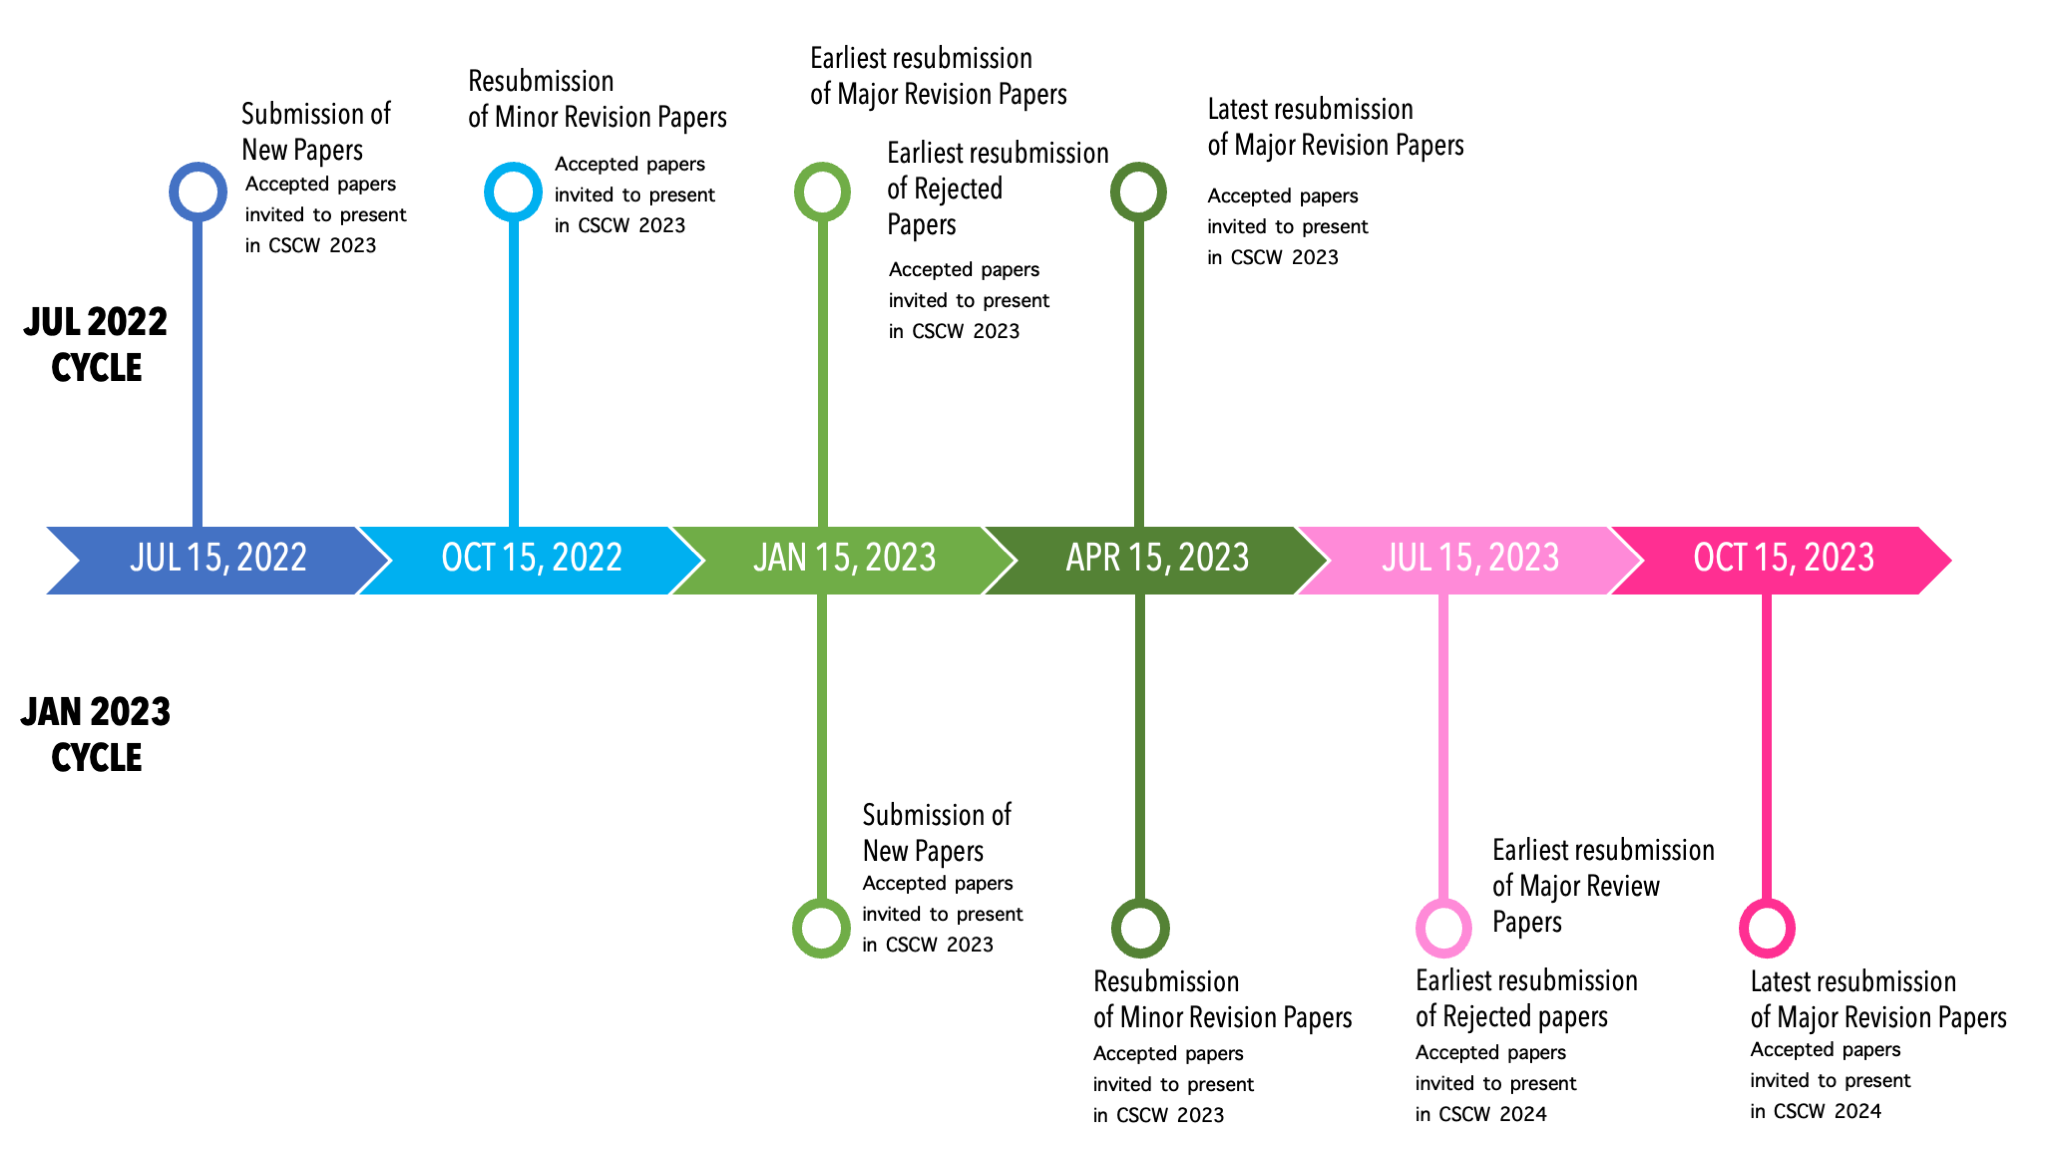 Submission of
New Papers
Accepted papers
invited to present
in CSCW 2023
Resubmission
of Minor Revision Papers
Accepted papers
invited to present
in CSCW 2023
Earliest resubmission
of Major Revision Papers
Earliest resubmission
of Rejected
Papers
Accepted papers
invited to present
in CSCW 2023
Latest resubmission
of Major Revision Papers
Accepted papers
invited to present
in CSCW 2023
JUL 2022
CYCLE
JUL 15, 2022
OCT 15, 2022
JAN 15, 2023
APR 15, 2023
JUL 15, 2023
OCT 15, 2023
JAN 2023
CYCLE
Submission of
New Papers
Accepted papers
invited to present
in CSCW 2023
Resubmission
of Minor Revision Papers
Accepted papers
invited to present
in CSCW 2023
Earliest resubmission
of Major Review
Papers
Earliest resubmission
of Rejected papers
Accepted papers
invited to present
in CSCW 2024
Latest resubmission
of Major Revision Papers
Accepted papers
invited to present
in CSCW 2024